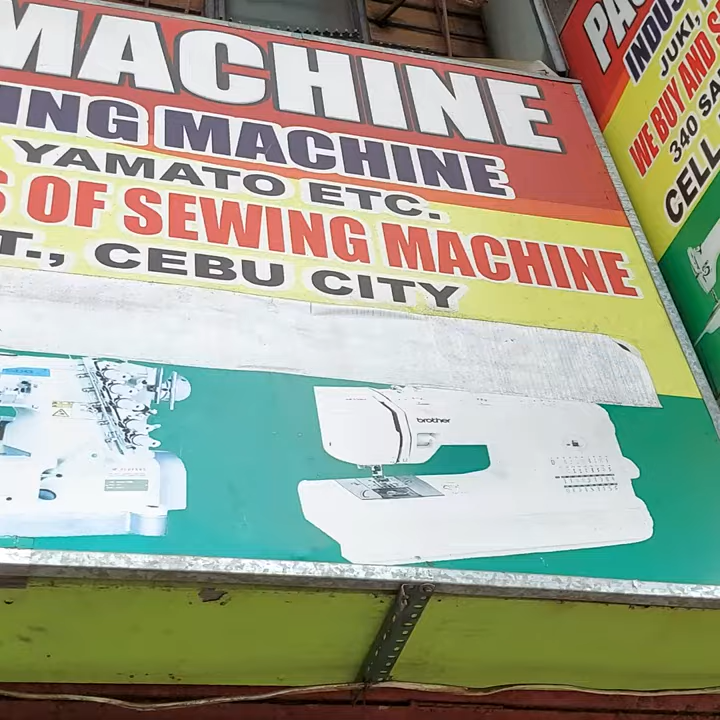 MACHINE
ING MACHINE
YAMATO ETC.
S OF SEWING MACHINE
T., CEBU CITY
brother
PAC
INDUS
JUKI,
WE BUY AND S
340 SA
CELL